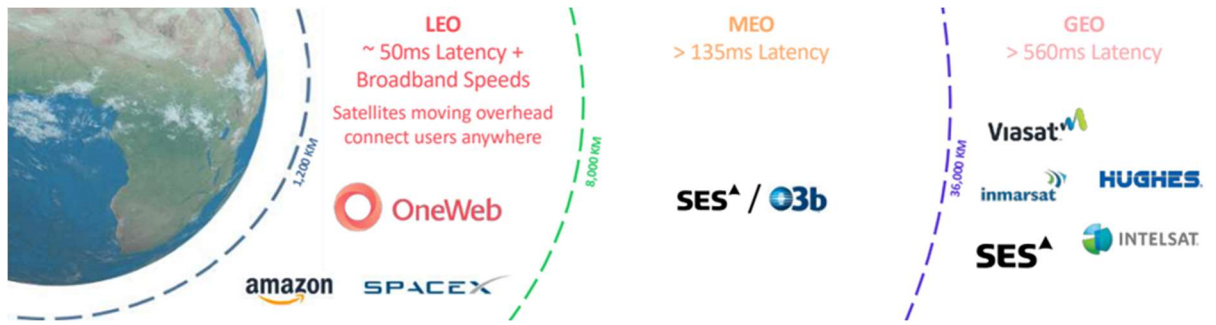 LEO
~ 50ms Latency +
Broadband Speeds
Satellites moving overhead
connect users anywhere
OneWeb
amazon
SPACEX
1,200 KM
8,000 KM
MEO
> 135ms Latency
SES / O3b
36,000 KM
GEO
> 560ms Latency
Viasat
inmarsat
HUGHES
SES
INTELSAT